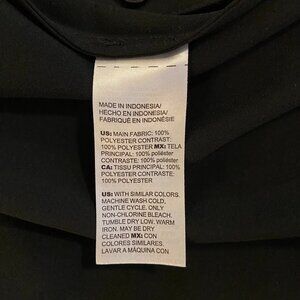 MADE IN INDONESIA/
HECHO EN INDONESIA/
FABRIQUÉ EN INDONÉSIE
US: MAIN FABRIC: 100%
POLYESTER CONTRAST:
100% POLYESTER MX: TELA
PRINCIPAL: 100% poliéster
CONTRASTE: 100% poliéster
CA: TISSU PRINCIPAL: 100%
POLYESTER CONTRASTE:
100% POLYESTER
US: WITH SIMILAR COLORS.
MACHINE WASH COLD,
GENTLE CYCLE. ONLY
NON-CHLORINE BLEACH.
TUMBLE DRY LOW. WARM
IRON. MAY BE DRY
CLEANED MX: CON
COLORES SIMILARES.
LAVAR A MÁQUINA CON